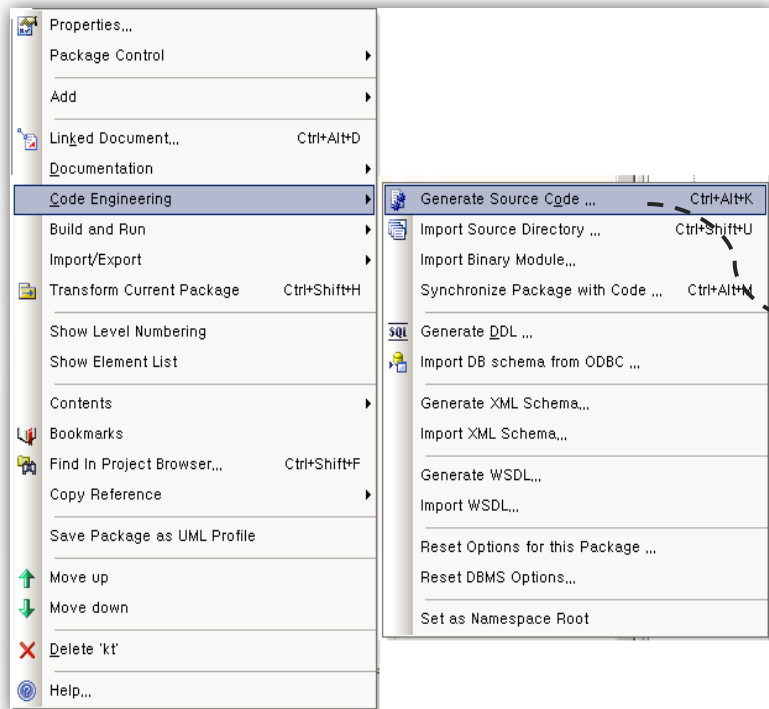 Properties...
Package Control
Add
Linked Document... Ctrl+Alt+D
Documentation
Code Engineering
Build and Run
Import/Export
Transform Current Package Ctrl+Shift+H
Show Level Numbering
Show Element List
Contents
Bookmarks
Find In Project Browser... Ctrl+Shift+F
Copy Reference
Save Package as UML Profile
Move up
Move down
Delete 'kt'
Help...
Generate Source Code ... Ctrl+Alt+K
Import Source Directory ... Ctrl+Shift+U
Import Binary Module...
Synchronize Package with Code ... Ctrl+Alt+M
SQL Generate DDL ...
Import DB schema from ODBC ...
Generate XML Schema...
Import XML Schema...
Generate WSDL...
Import WSDL...
Reset Options for this Package ...
Reset DBMS Options...
Set as Namespace Root